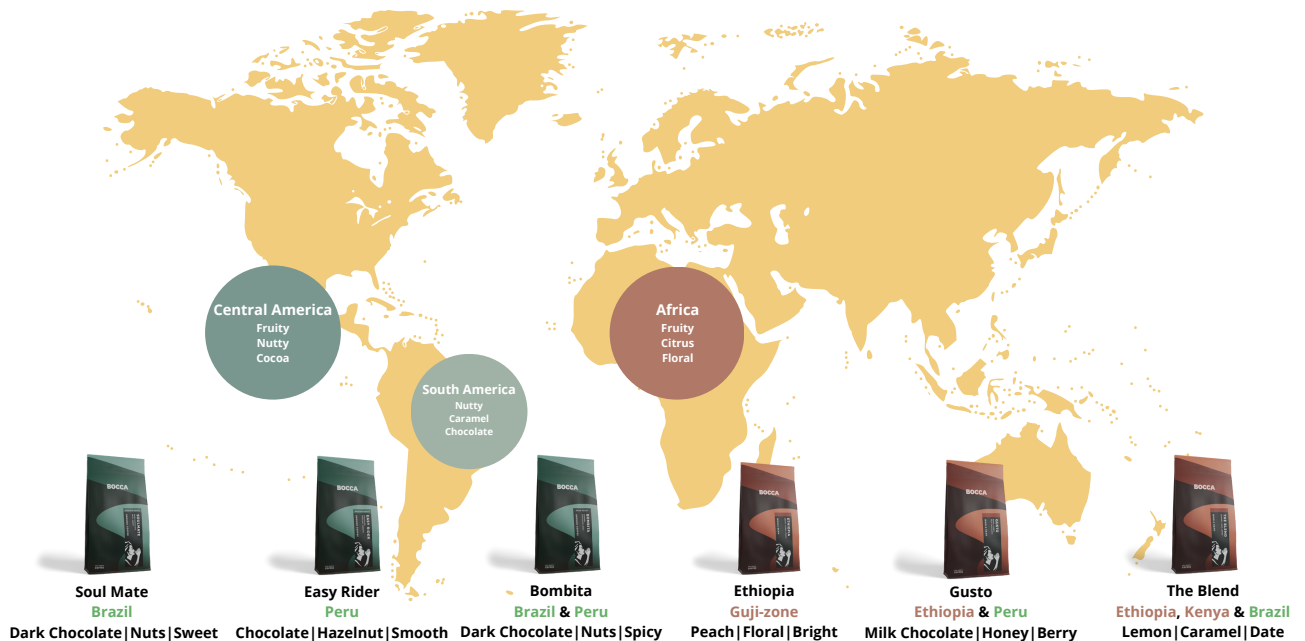 Central America
Fruity
Nutty
Cocoa
South America
Nutty
Caramel
Chocolate
Africa
Fruity
Citrus
Floral
BOCCA
BOCCA
BOCCA
BOCCA
BOCCA
BOCCA
Soul Mate
Brazil
Dark Chocolate|Nuts|Sweet
Easy Rider
Peru
Chocolate|Hazelnut|Smooth
Bombita
Brazil & Peru
Dark Chocolate|Nuts|Spicy
Ethiopia
Guji-zone
Peach|Floral|Bright
Gusto
Ethiopia & Peru
Milk Chocolate|Honey|Berry
The Blend
Ethiopia, Kenya & Brazil
Lemon|Caramel|Date